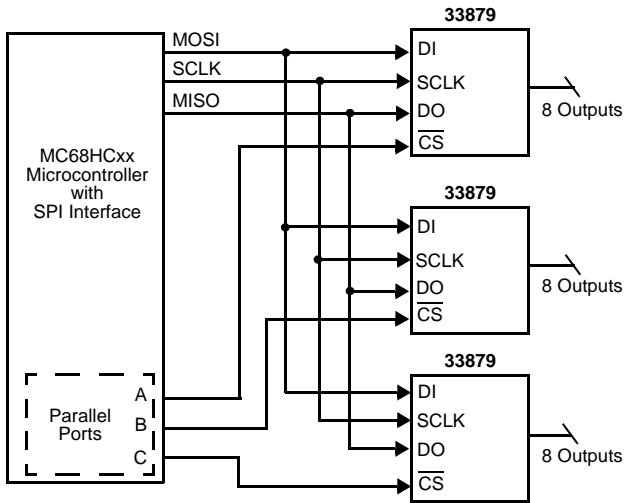 33879
MOSI
DI
SCLK
SCLK
MISO
DO
8 Outputs
CS
MC68HCxx
Microcontroller
with
SPI Interface
33879
DI
SCLK
DO
8 Outputs
CS
33879
DI
A
Parallel
Ports
B
SCLK
C
DO
8 Outputs
CS